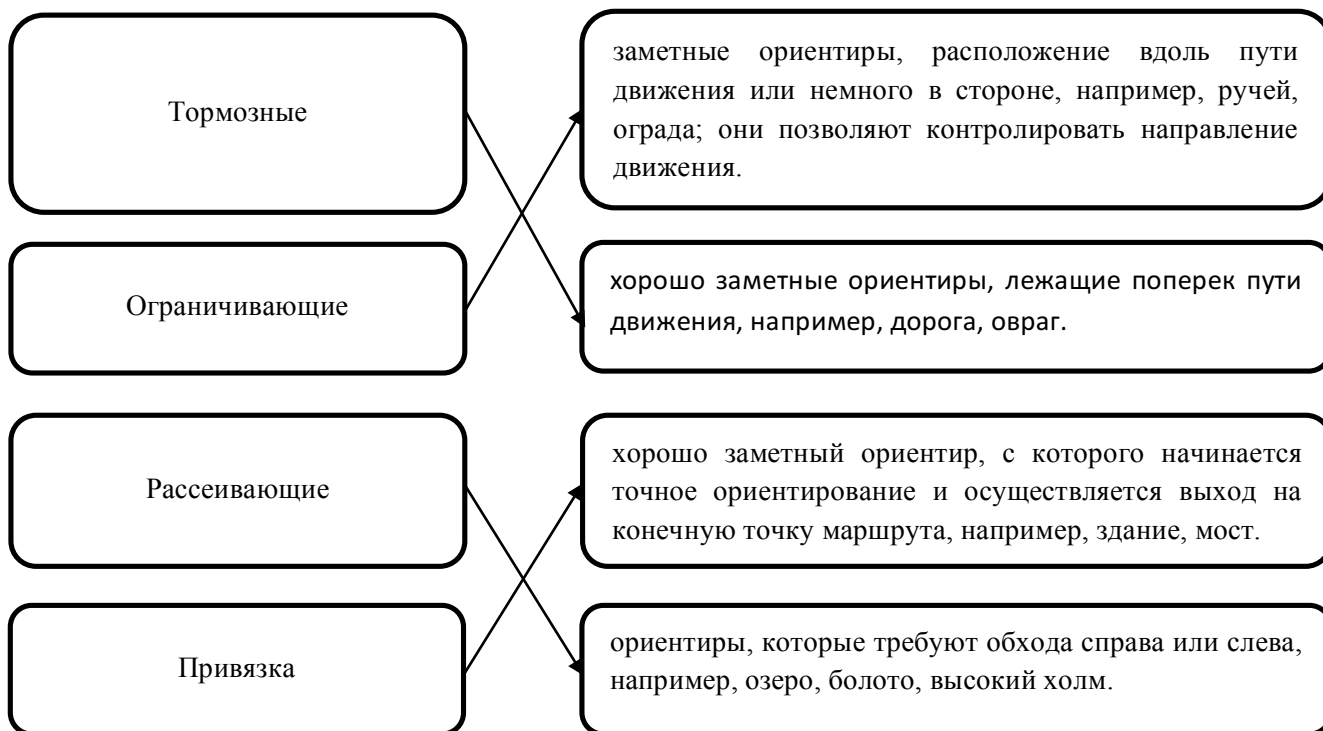 Тормозные
заметные ориентиры, расположение вдоль пути
движения или немного в стороне, например, ручей,
ограда; они позволяют контролировать направление
движения.
Ограничивающие
хорошо заметные ориентиры, лежащие поперек пути
движения, например, дорога, овраг.
Рассеивающие
хорошо заметный ориентир, с которого начинается
точное ориентирование и осуществляется выход на
конечную точку маршрута, например, здание, мост.
Привязка
ориентиры, которые требуют обхода справа или слева,
например, озеро, болото, высокий холм.